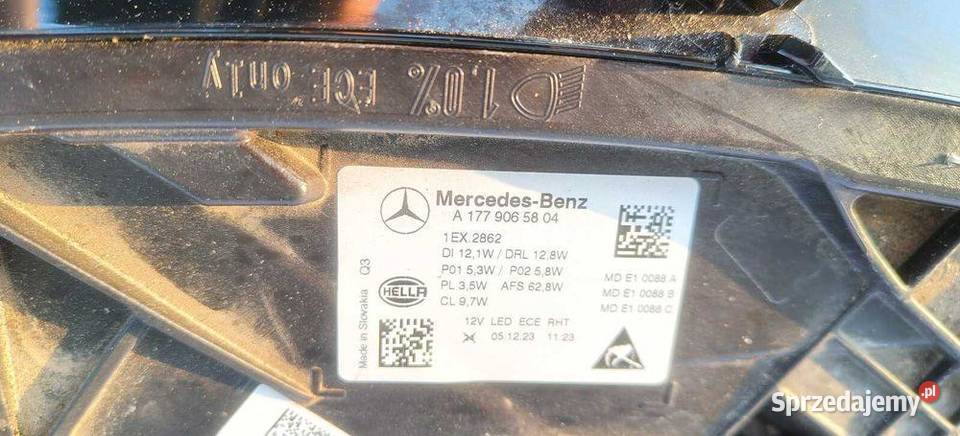 1,0% ECE only
Mercedes-Benz
A 177 906 58 04
1EX 2862
DI 12,1W / DRL 12,8W
P01 5,3W / P02 5,8W
PL 3,5W AFS 62,8W
CL 9,7W
HELLA
Made in Slovakia Q3
MD E1 0088 A
MD E1 0088 B
MD E1 0088 C
12V LED ECE RHT
05.12.23 11:23
Sprzedajemy.pl